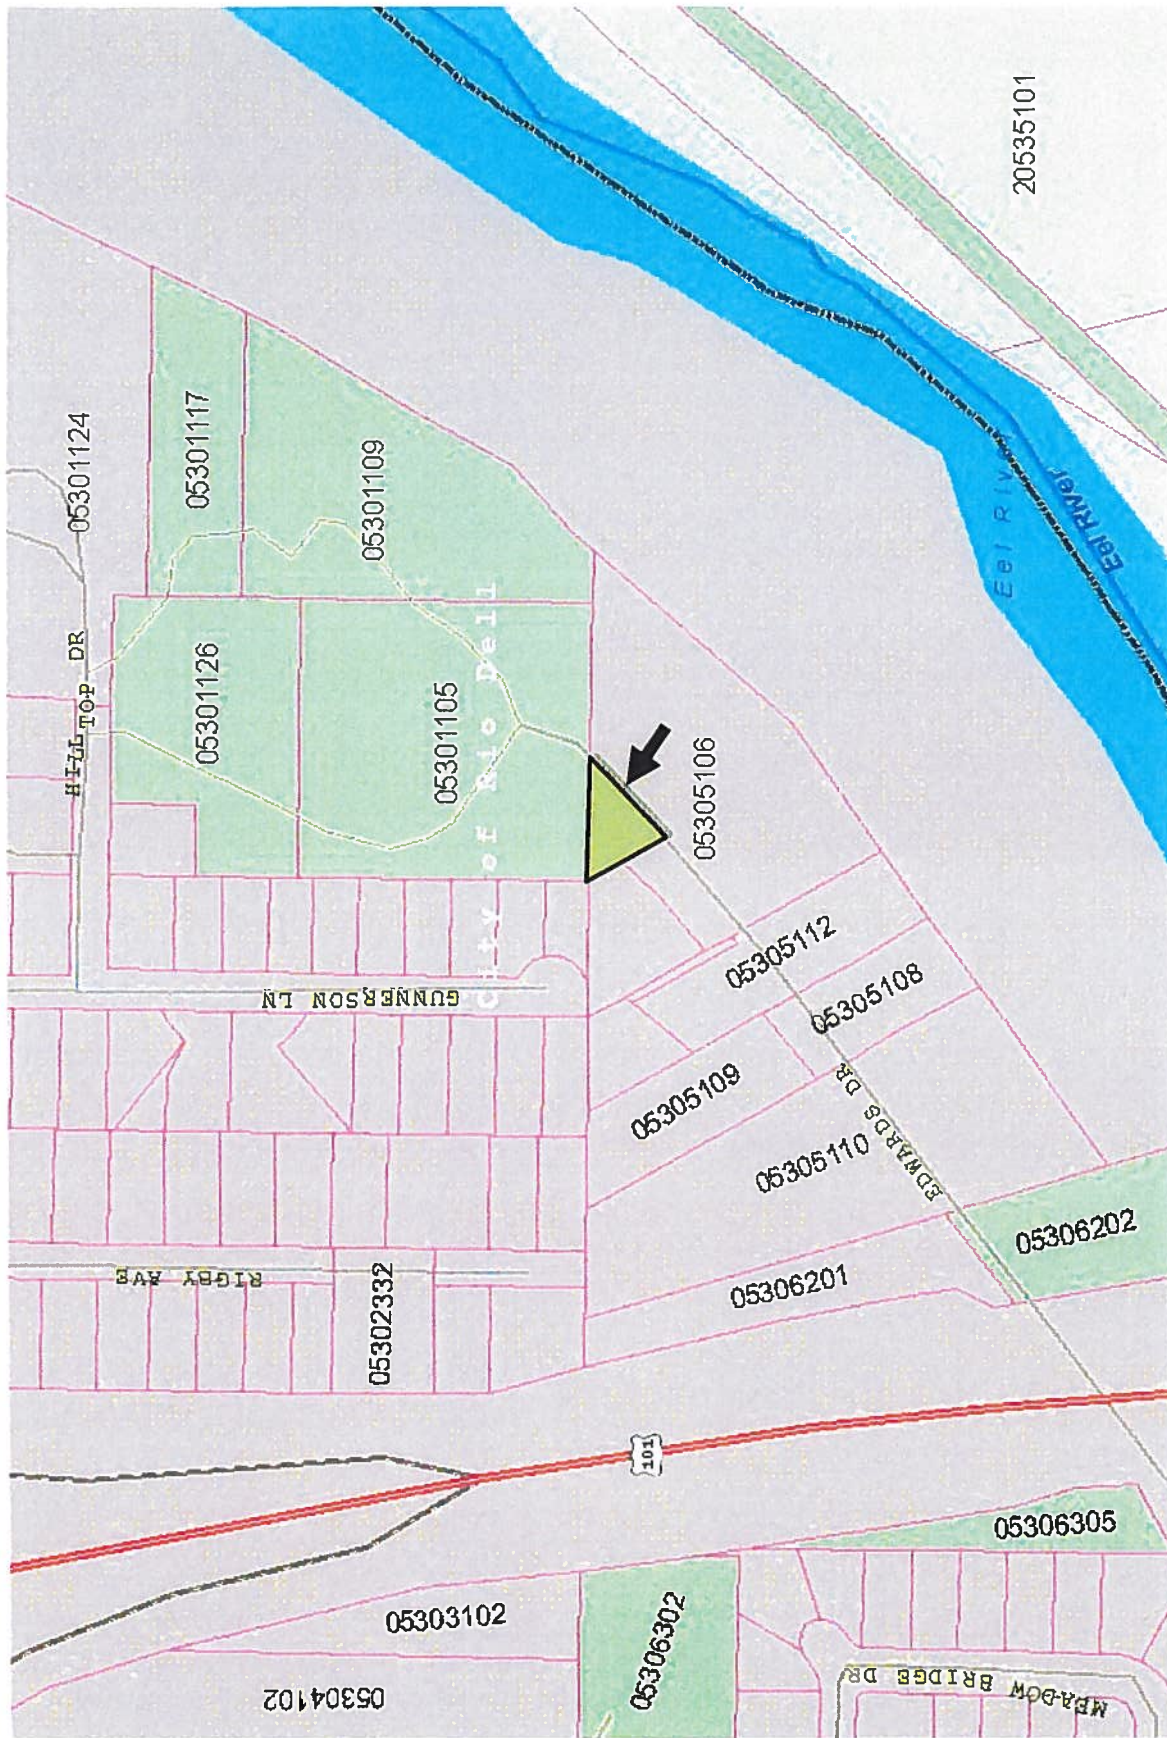 20535101
05301124
05301117
05301109
HILLTOP DR
05301126
05301105
City of Rio Dell
05305106
Eel River
Eel Riv
GUNNERSON LN
05305112
05305108
05305109
05305110
EDWARDS DR
05306202
05306201
RIGBY AVE
05302332
101
05306305
05303102
05306302
05304102
MEADOW BRIDGE DR